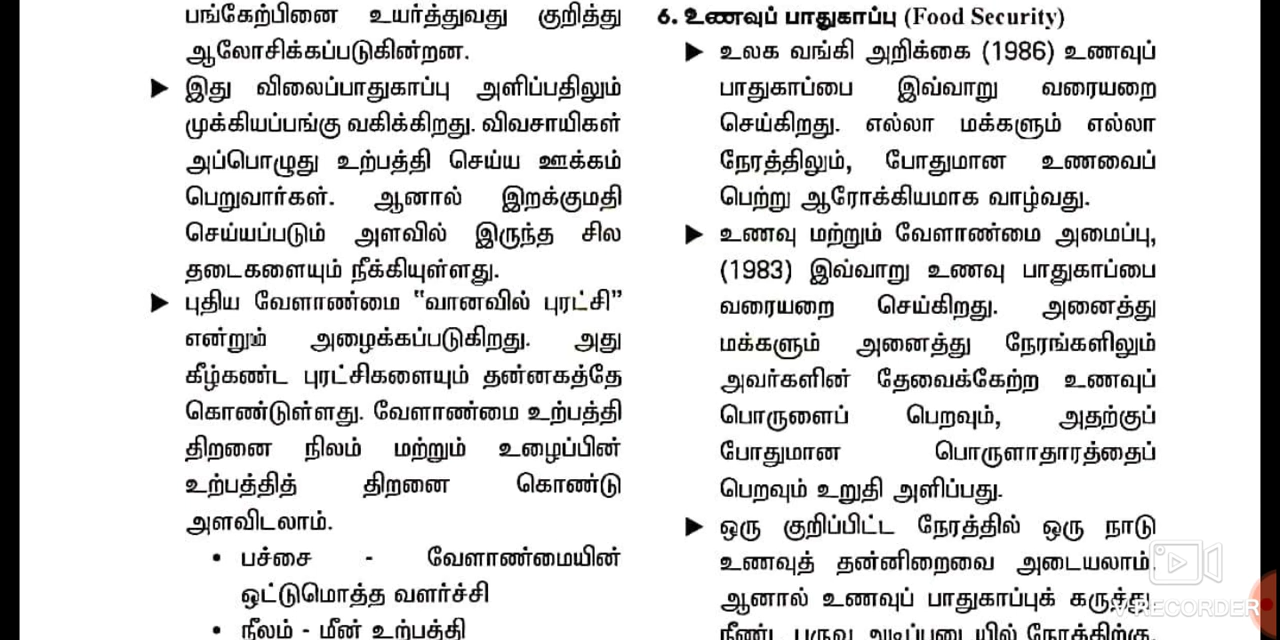 பங்கேற்பினை உயர்த்துவது குறித்து
ஆலோசிக்கப்படுகின்றன.
இது விலைப்பாதுகாப்பு அளிப்பதிலும்
முக்கியப்பங்கு வகிக்கிறது. விவசாயிகள்
அப்பொழுது உற்பத்தி செய்ய ஊக்கம்
பெறுவார்கள். ஆனால் இறக்குமதி
செய்யப்படும் அளவில் இருந்த சில
தடைகளையும் நீக்கியுள்ளது.
புதிய வேளாண்மை "வானவில் புரட்சி"
என்றும் அழைக்கப்படுகிறது. அது
கீழ்கண்ட புரட்சிகளையும் தன்னகத்தே
கொண்டுள்ளது. வேளாண்மை உற்பத்தி
திறனை நிலம் மற்றும் உழைப்பின்
உற்பத்தித் திறனை கொண்டு
அளவிடலாம்.
• பச்சை - வேளாண்மையின்
ஒட்டுமொத்த வளர்ச்சி
• நீலம் - மீன் உற்பத்தி
6. உணவுப் பாதுகாப்பு (Food Security)
உலக வங்கி அறிக்கை (1986) உணவுப்
பாதுகாப்பை இவ்வாறு வரையறை
செய்கிறது. எல்லா மக்களும் எல்லா
நேரத்திலும், போதுமான உணவைப்
பெற்று ஆரோக்கியமாக வாழ்வது.
உணவு மற்றும் வேளாண்மை அமைப்பு,
(1983) இவ்வாறு உணவு பாதுகாப்பை
வரையறை செய்கிறது. அனைத்து
மக்களும் அனைத்து நேரங்களிலும்
அவர்களின் தேவைக்கேற்ற உணவுப்
பொருளைப் பெறவும், அதற்குப்
போதுமான பொருளாதாரத்தைப்
பெறவும் உறுதி அளிப்பது.
ஒரு குறிப்பிட்ட நேரத்தில் ஒரு நாடு
உணவுத் தன்னிறைவை அடையலாம்.
ஆனால் உணவுப் பாதுகாப்புக் கருத்து
நீண்ட பருவ அடிப்படையில் நேரத்திற்கு
V-RECORDER